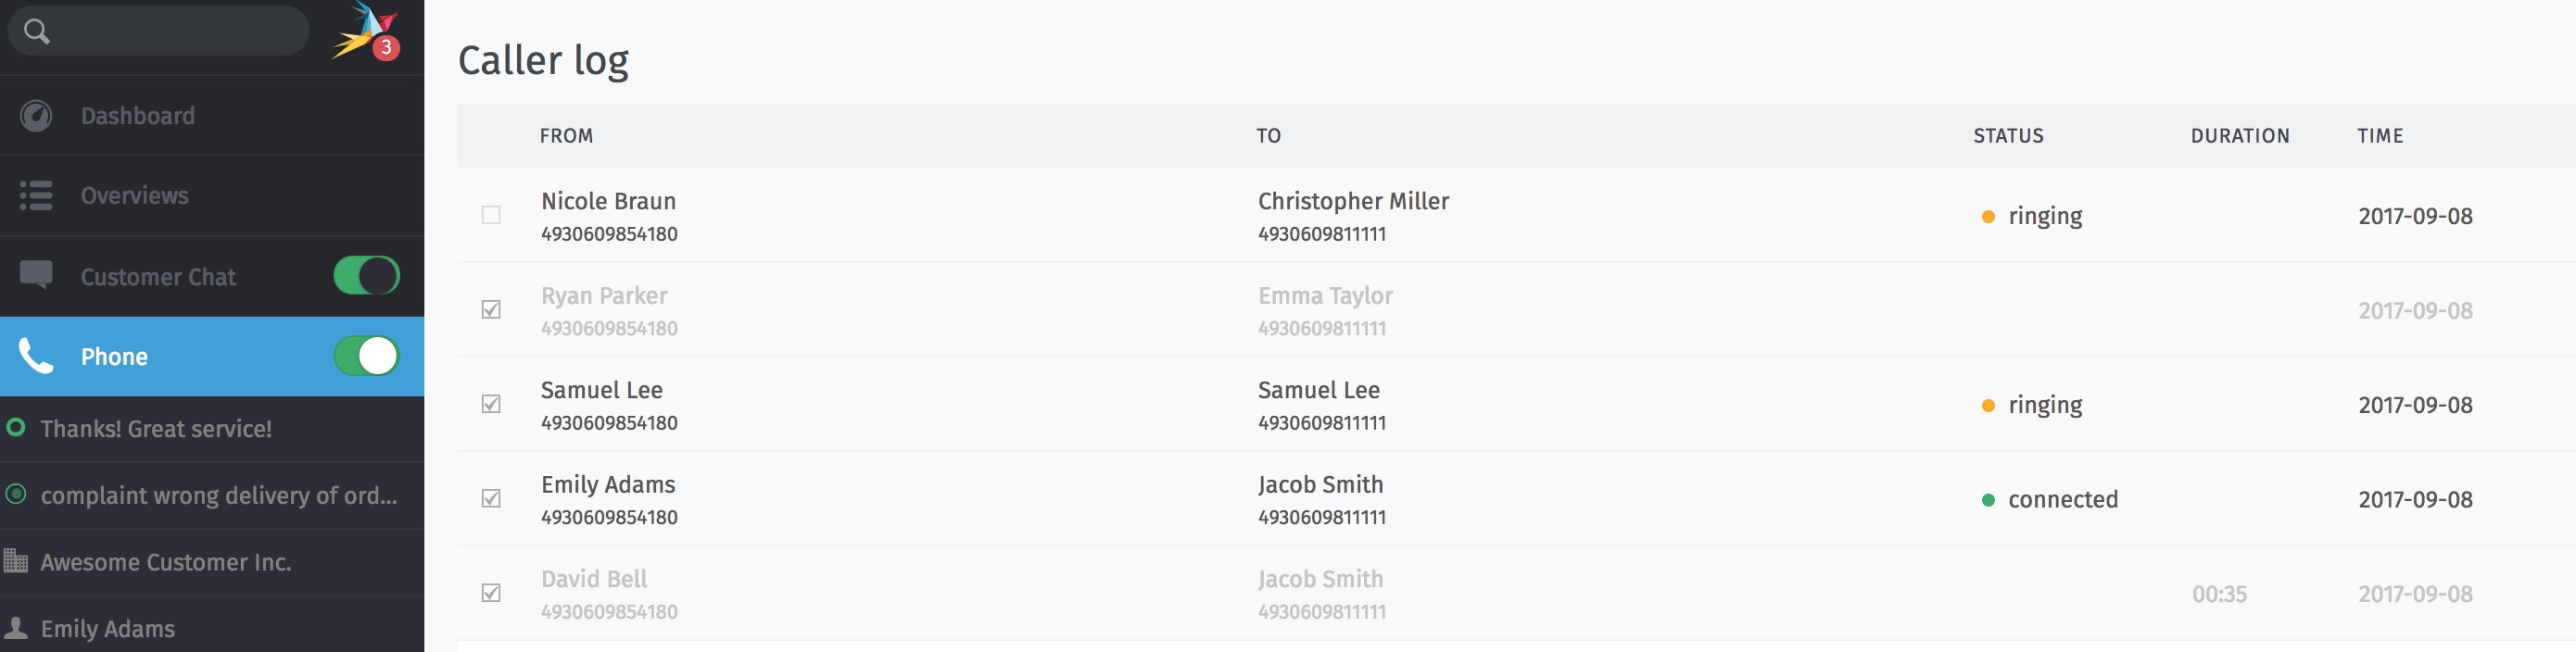 3
Dashboard
Overviews
Customer Chat
Phone
Thanks! Great service!
complaint wrong delivery of ord...
Awesome Customer Inc.
Emily Adams
Caller log
FROM TO STATUS DURATION TIME
Nicole Braun Christopher Miller
4930609854180 4930609811111
ringing 2017-09-08
Ryan Parker Emma Taylor
4930609854180 4930609811111
2017-09-08
Samuel Lee Samuel Lee
4930609854180 4930609811111
ringing 2017-09-08
Emily Adams Jacob Smith
4930609854180 4930609811111
connected 2017-09-08
David Bell Jacob Smith
4930609854180 4930609811111
00:35 2017-09-08